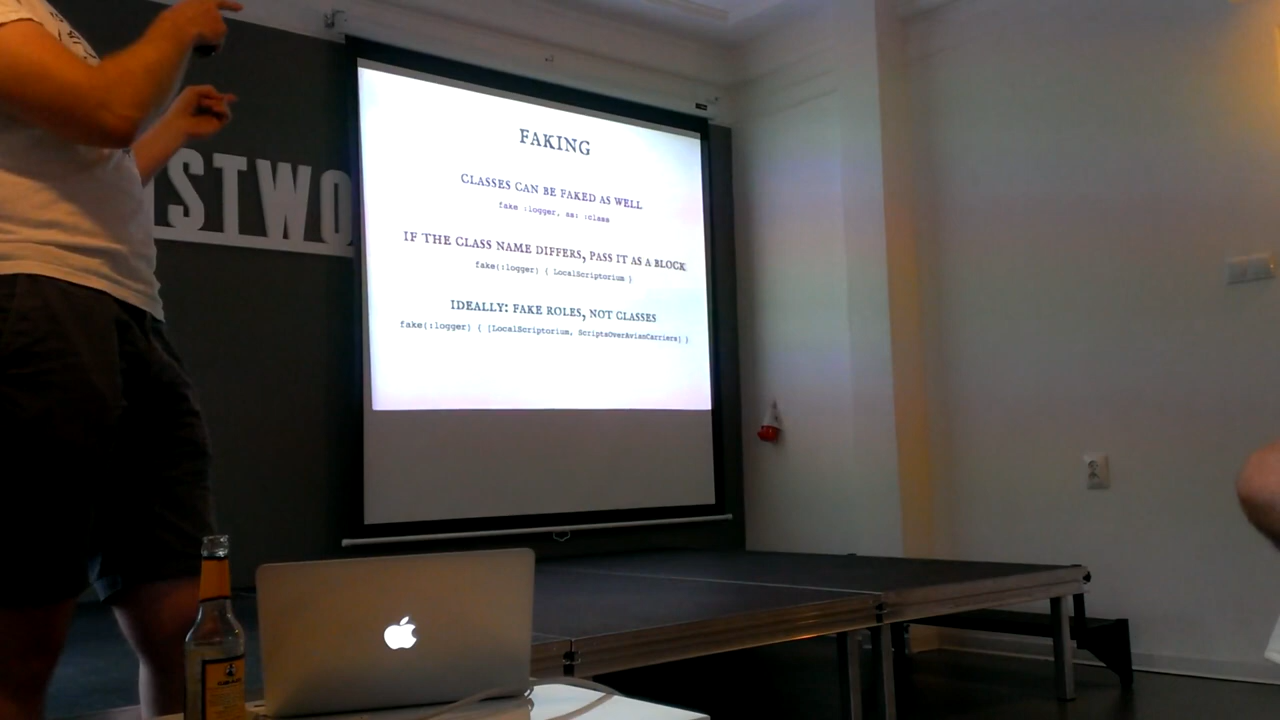 STWO
FAKING
CLASSES CAN BE FAKED AS WELL
fake :logger, as: :class
IF THE CLASS NAME DIFFERS, PASS IT AS A BLOCK
fake(:logger) { LocalScriptorium }
IDEALLY: FAKE ROLES, NOT CLASSES
fake(:logger) { [LocalScriptorium, ScriptsOverAvianCarriers] }